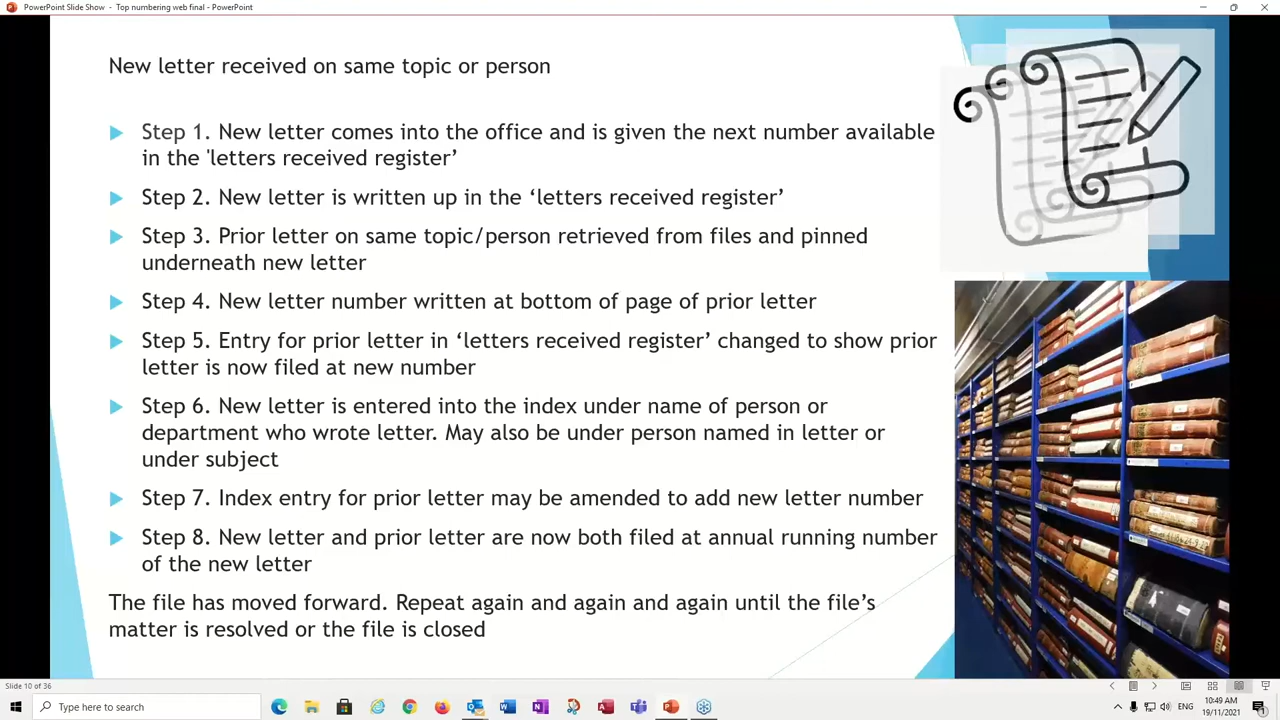 PowerPoint Slide Show - Top numbering web final - PowerPoint
New letter received on same topic or person
Step 1. New letter comes into the office and is given the next number available
in the 'letters received register’
Step 2. New letter is written up in the ‘letters received register’
Step 3. Prior letter on same topic/person retrieved from files and pinned
underneath new letter
Step 4. New letter number written at bottom of page of prior letter
Step 5. Entry for prior letter in ‘letters received register’ changed to show prior
letter is now filed at new number
Step 6. New letter is entered into the index under name of person or
department who wrote letter. May also be under person named in letter or
under subject
Step 7. Index entry for prior letter may be amended to add new letter number
Step 8. New letter and prior letter are now both filed at annual running number
of the new letter
The file has moved forward. Repeat again and again and again until the file’s
matter is resolved or the file is closed
Slide 10 of 36
Type here to search
ENG
10:49 AM
19/11/2021